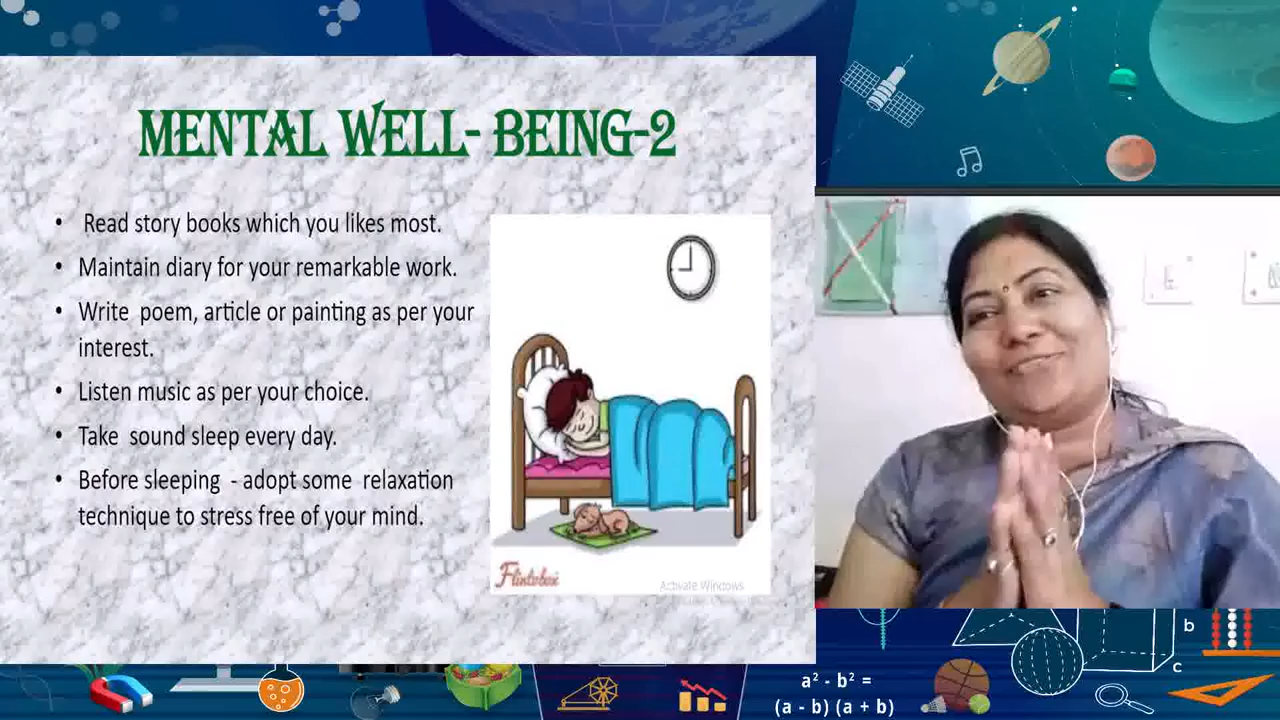 MENTAL WELL- BEING-2
• Read story books which you likes most.
• Maintain diary for your remarkable work.
• Write poem, article or painting as per your
interest.
• Listen music as per your choice.
• Take sound sleep every day.
• Before sleeping - adopt some relaxation
technique to stress free of your mind.
Flintobox
Activate Windows
b
c
a² - b² =
(a - b) (a + b)